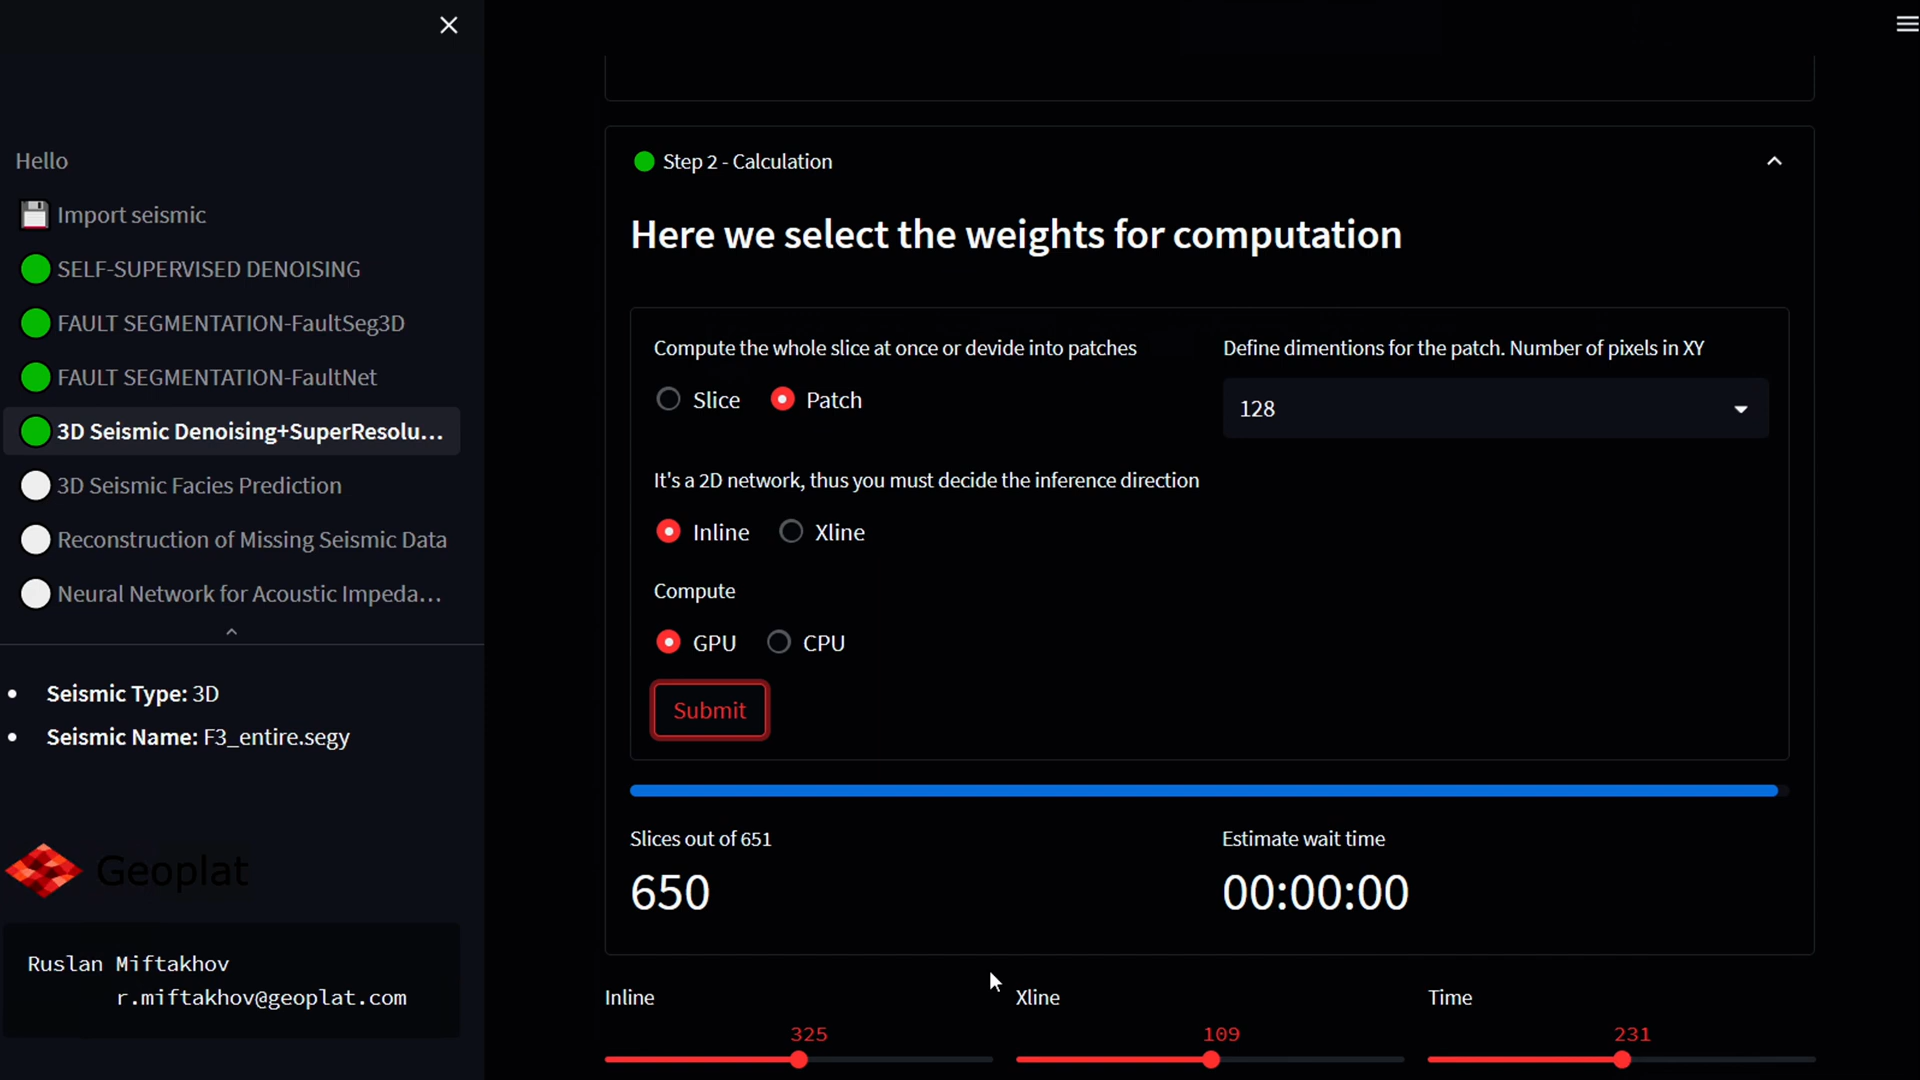 Hello
Import seismic
SELF-SUPERVISED DENOISING
FAULT SEGMENTATION-FaultSeg3D
FAULT SEGMENTATION-FaultNet
3D Seismic Denoising+SuperResolu...
3D Seismic Facies Prediction
Reconstruction of Missing Seismic Data
Neural Network for Acoustic Impeda...
Seismic Type: 3D
Seismic Name: F3_entire.segy
Geoplat
Ruslan Miftakhov
r.miftakhov@geoplat.com
Step 2 - Calculation
Here we select the weights for computation
Compute the whole slice at once or devide into patches
Slice Patch
Define dimentions for the patch. Number of pixels in XY
128
It's a 2D network, thus you must decide the inference direction
Inline Xline
Compute
GPU CPU
Submit
Slices out of 651
650
Estimate wait time
00:00:00
Inline
325
Xline
109
Time
231